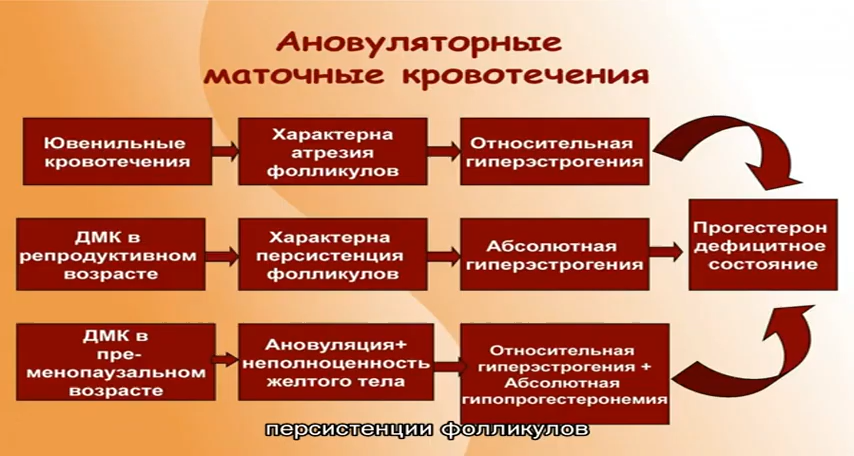 Ановуляторные
маточные кровотечения
Ювенильные
кровотечения
Характерна
атрезия
фолликулов
Относительная
гиперэстрогения
ДМК в
репродуктивном
возрасте
Характерна
персистенция
фолликулов
Абсолютная
гиперэстрогения
Прогестерон
дефицитное
состояние
ДМК в
пре-
менопаузальном
возрасте
Ановуляция+
неполноценность
желтого тела
Относительная
гиперэстрогения +
Абсолютная
гипопрогестеронемия
персистенции фолликулов